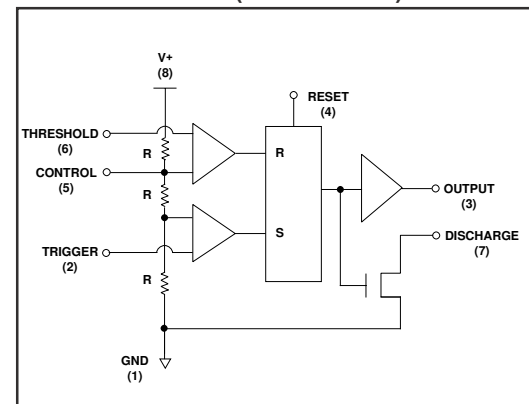 V+
(8)
RESET
(4)
THRESHOLD
(6)
R
CONTROL
(5)
R
R
S
OUTPUT
(3)
DISCHARGE
(7)
TRIGGER
(2)
R
GND
(1)